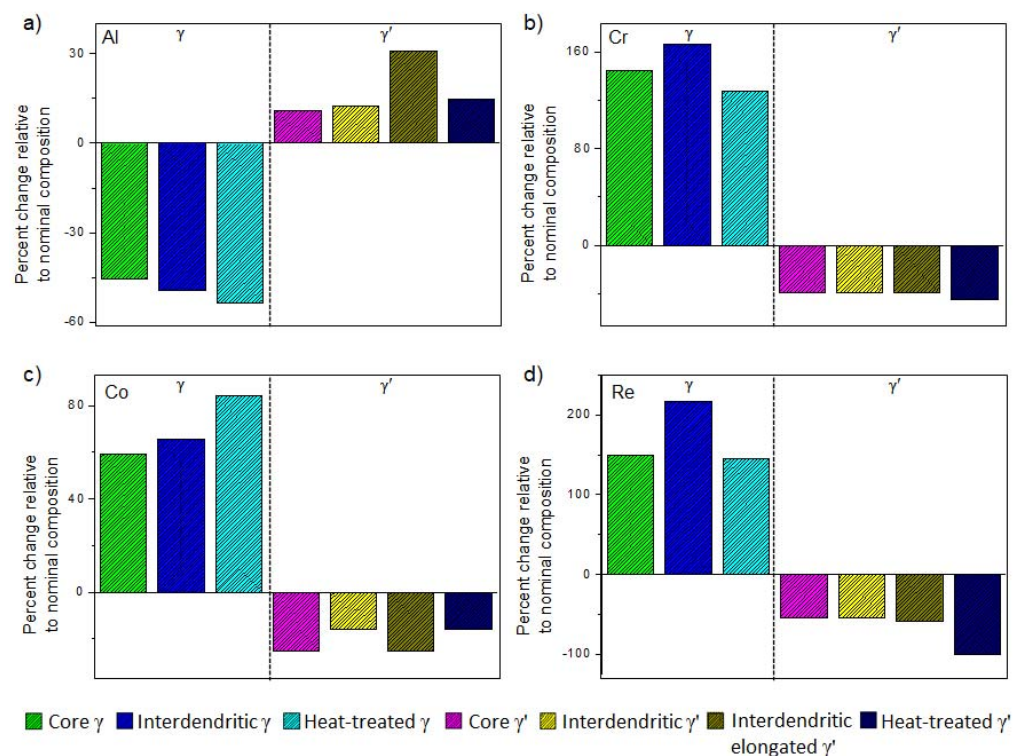 a)
Al
γ
γ′
Percent change relative
to nominal composition
30
0
-30
-60
b)
Cr
γ
γ′
Percent change relative
to nominal composition
160
80
0
c)
Co
γ
γ′
Percent change relative
to nominal composition
80
40
0
d)
Re
γ
γ′
Percent change relative
to nominal composition
200
100
0
-100
Core γ
Interdendritic γ
Heat-treated γ
Core γ'
Interdendritic γ'
Interdendritic
elongated γ'
Heat-treated γ'